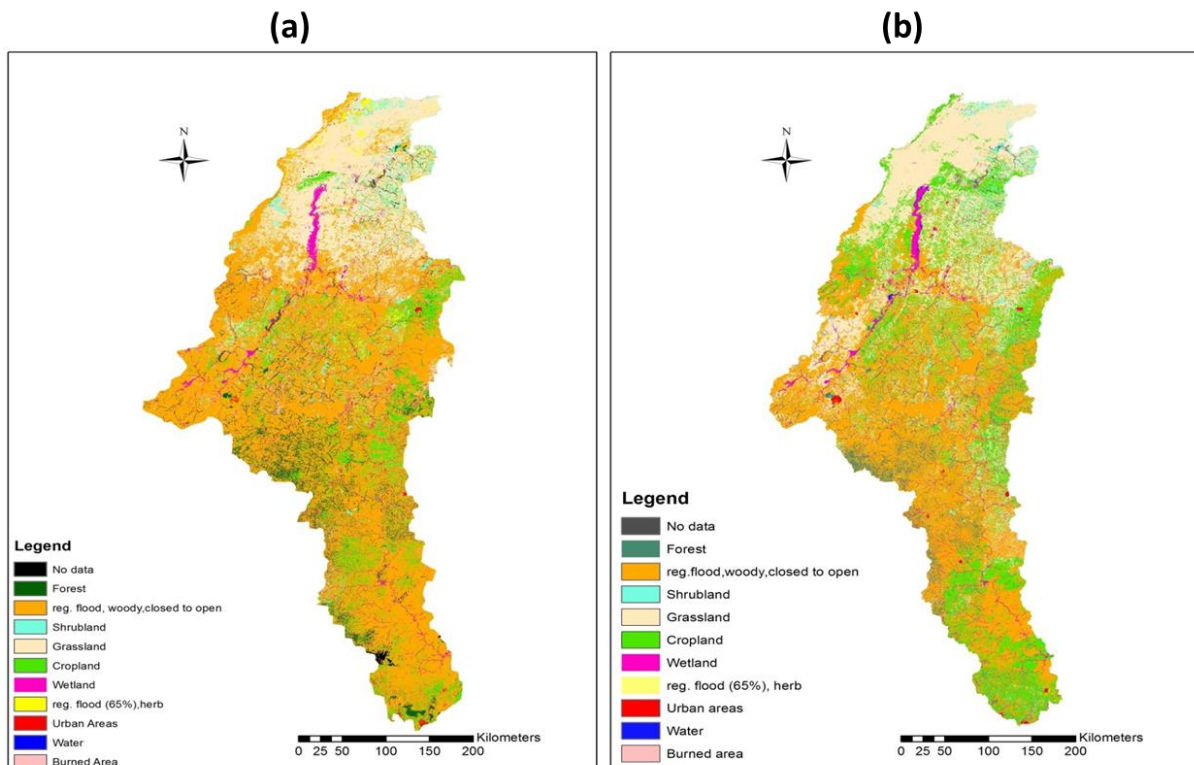 (a)
N
Legend
No data
Forest
reg. flood, woody,closed to open
Shrubland
Grassland
Cropland
Wetland
reg. flood (65%),herb
Urban Areas
Water
Burned Area
Kilometers
0 25 50 100 150 200
(b)
N
Legend
No data
Forest
reg.flood,woody,closed to open
Shrubland
Grassland
Cropland
Wetland
reg. flood (65%), herb
Urban areas
Water
Burned area
Kilometers
0 25 50 100 150 200